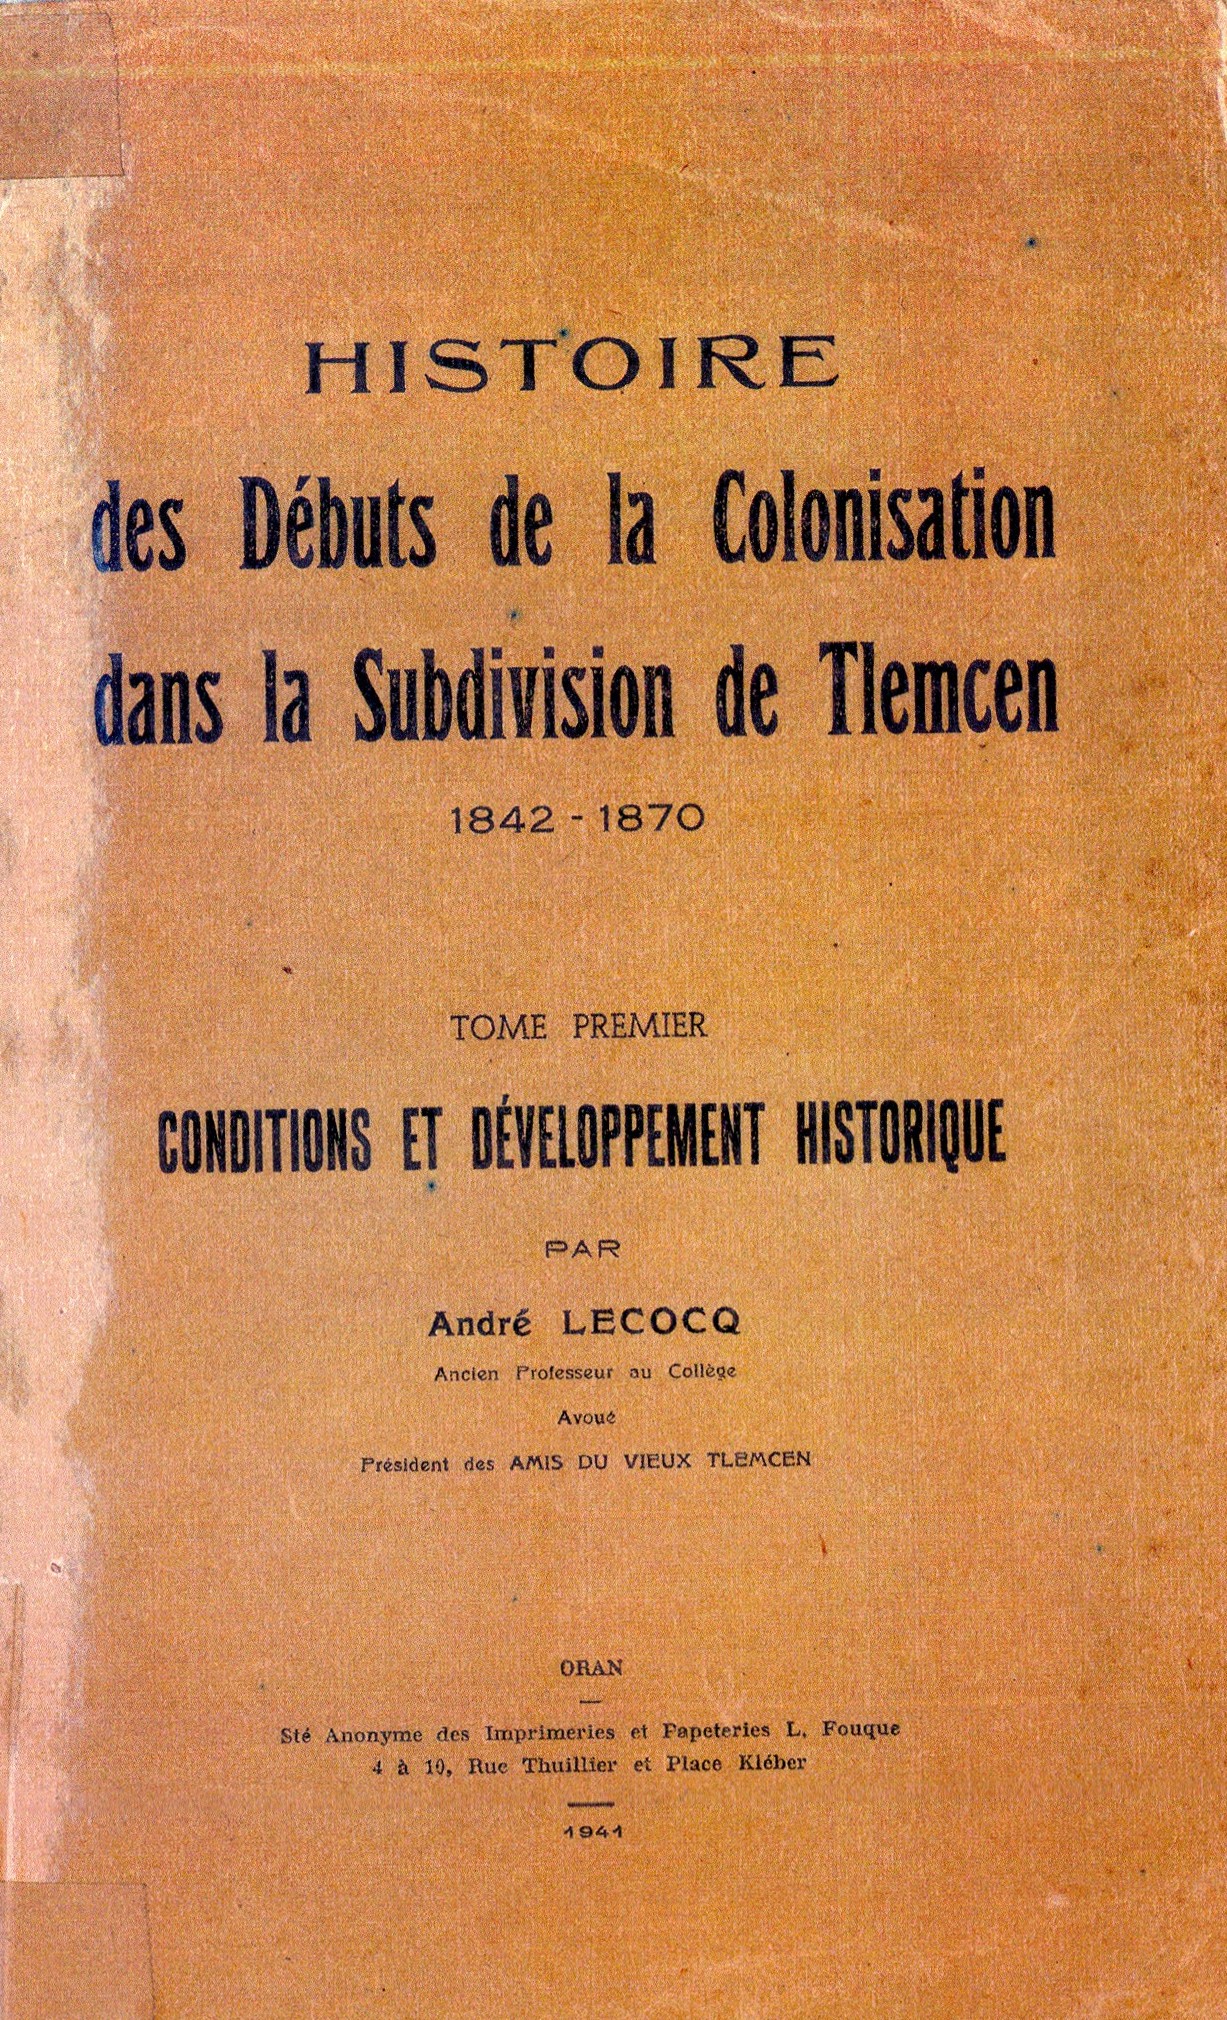 HISTOIRE
des Débuts de la Colonisation
dans la Subdivision de Tlemcen
1842 - 1870
TOME PREMIER
CONDITIONS ET DÉVELOPPEMENT HISTORIQUE
PAR
André LECOCQ
Ancien Professeur au Collège
Avoué
Président des AMIS DU VIEUX TLEMCEN
ORAN
Sté Anonyme des Imprimeries et Papeteries L. Fouque
4 à 10, Rue Thuillier et Place Kléber
1941